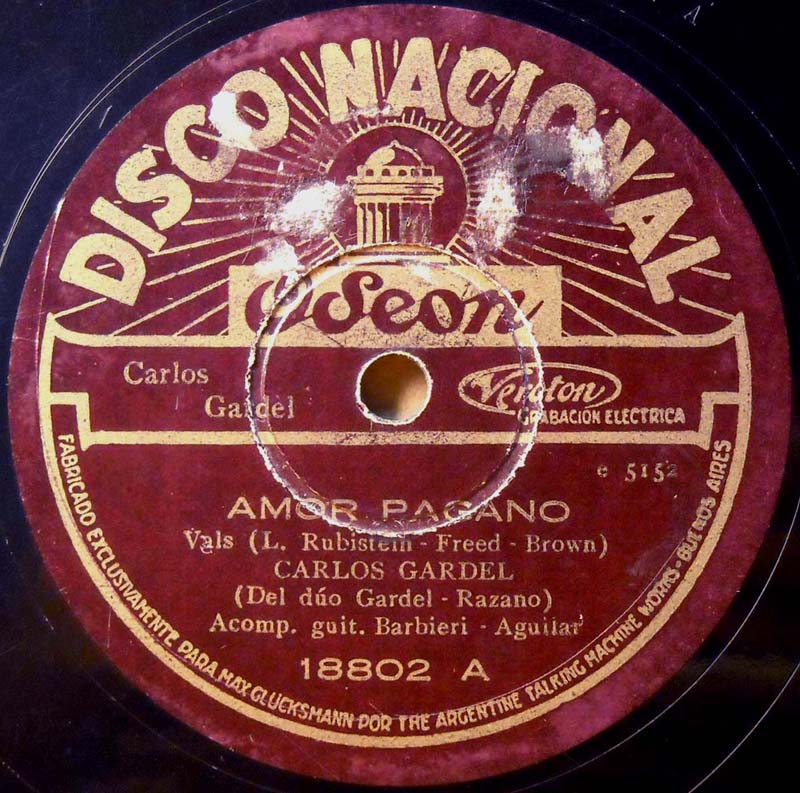 DISCO NACIONAL
Odeon
Carlos
Gardel
Veroton
GRABACIÓN ELECTRICA
e 5152
AMOR PAGANO
Vals (L. Rubistein - Freed - Brown)
CARLOS GARDEL
(Del dúo Gardel - Razano)
Acomp. guit. Barbieri - Aguilar
18802 A
FABRICADO EXCLUSIVAMENTE PARA MAX GLUCKSMANN POR THE ARGENTINE TALKING MACHINE WORKS - BUENOS AIRES